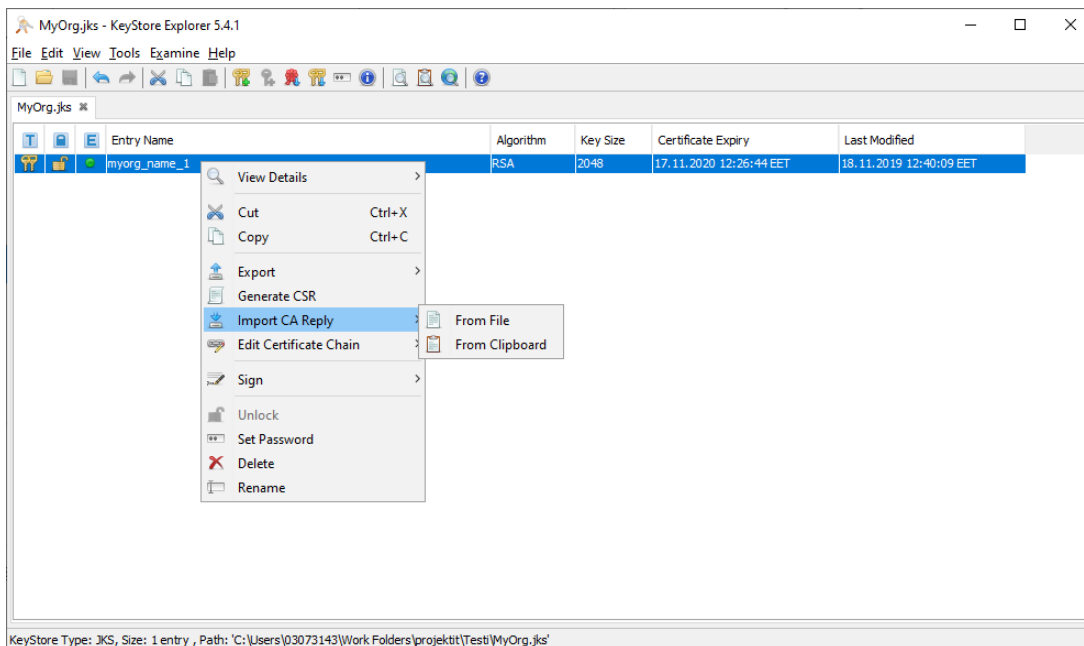 MyOrg.jks - KeyStore Explorer 5.4.1
File Edit View Tools Examine Help
MyOrg.jks
T E Entry Name Algorithm Key Size Certificate Expiry Last Modified
myorg_name_1 RSA 2048 17.11.2020 12:26:44 EET 18.11.2019 12:40:09 EET
View Details
Cut Ctrl+X
Copy Ctrl+C
Export
Generate CSR
Import CA Reply From File
Edit Certificate Chain From Clipboard
Sign
Unlock
Set Password
Delete
Rename
KeyStore Type: JKS, Size: 1 entry , Path: 'C:\Users\03073143\Work Folders\projektit\Testi\MyOrg.jks'